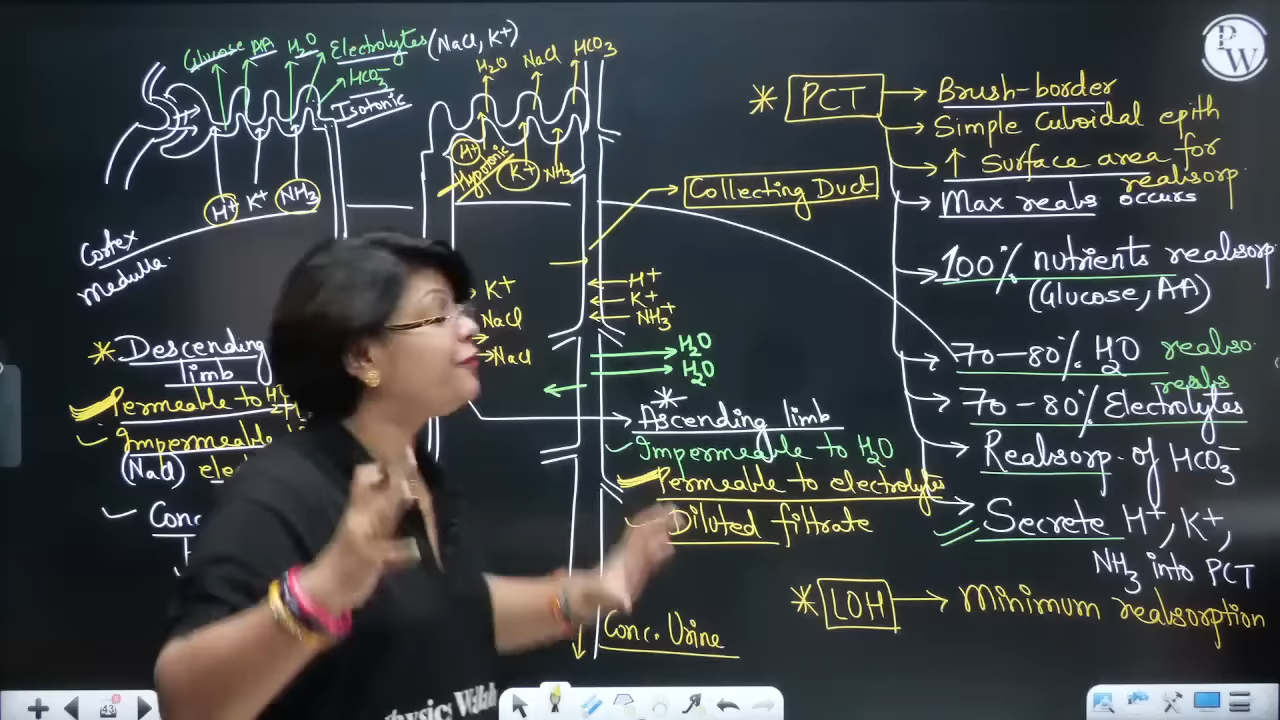 Glucose AA H₂O Electrolytes (NaCl, K+)
HCO₃⁻
Isotonic
H₂O NaCl HCO₃
H+ K+ NH₃
H+ Hypotonic K+ NH₃
Cortex
Medulla.
Collecting Duct
K+
NaCl
NaCl
H+
K+
NH₃+
H₂O
H₂O
* Descending
limb
Permeable to H₂O
Impermeable
(NaCl)
Conc
* Ascending limb
Impermeable to H₂O
Permeable to electrolytes
Diluted filtrate
Conc. Urine
* PCT → Brush-border
→ Simple Cuboidal epith
→ ↑ Surface area for
reabsorp.
→ Max reabs occurs
→ 100% nutrients reabsorp
(Glucose, AA)
→ 70-80% H₂O reabso.
reabs
→ 70-80% Electrolytes
→ Reabsorp. of HCO₃⁻
→ Secrete H+, K+,
NH₃ into PCT
* LOH → Minimum reabsorption
PW
Physics Wallah
43